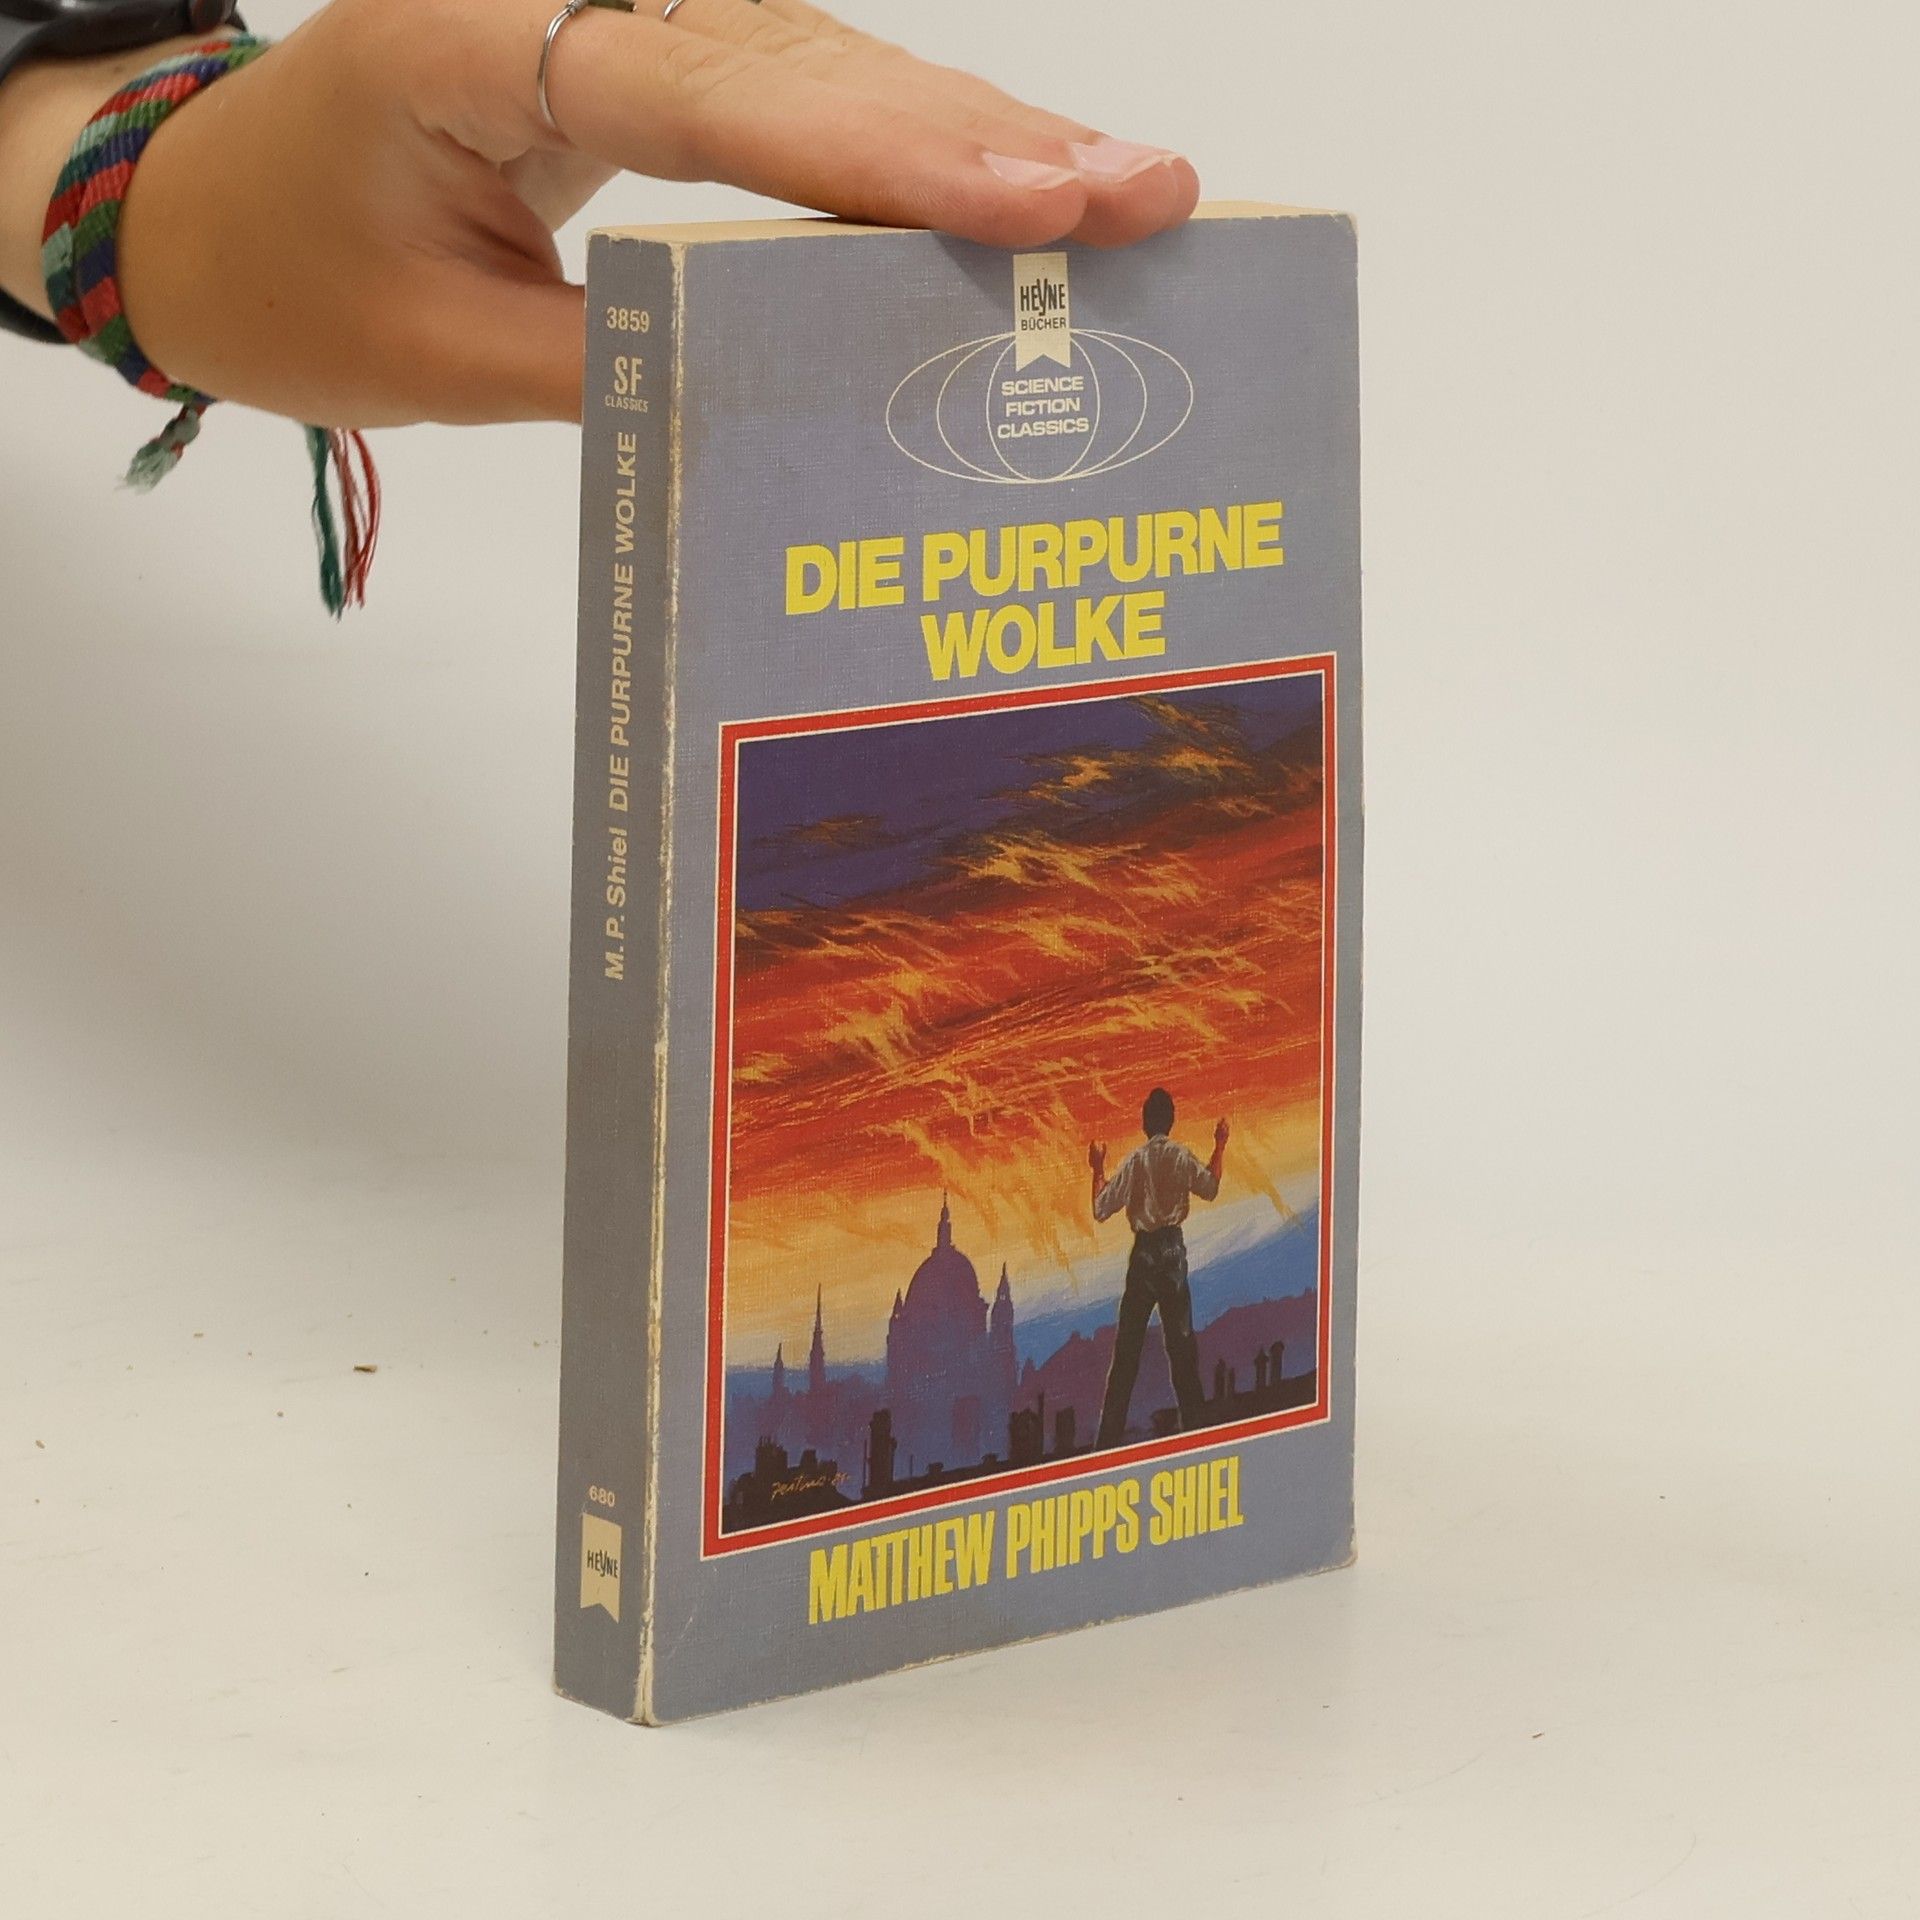 3859
SF
CLASSICS
M.P. Shiel DIE PURPURNE WOLKE
680
HEYNE
HEYNE
BÜCHER
SCIENCE
FICTION
CLASSICS
DIE PURPURNE
WOLKE
MATTHEW PHIPPS SHIEL